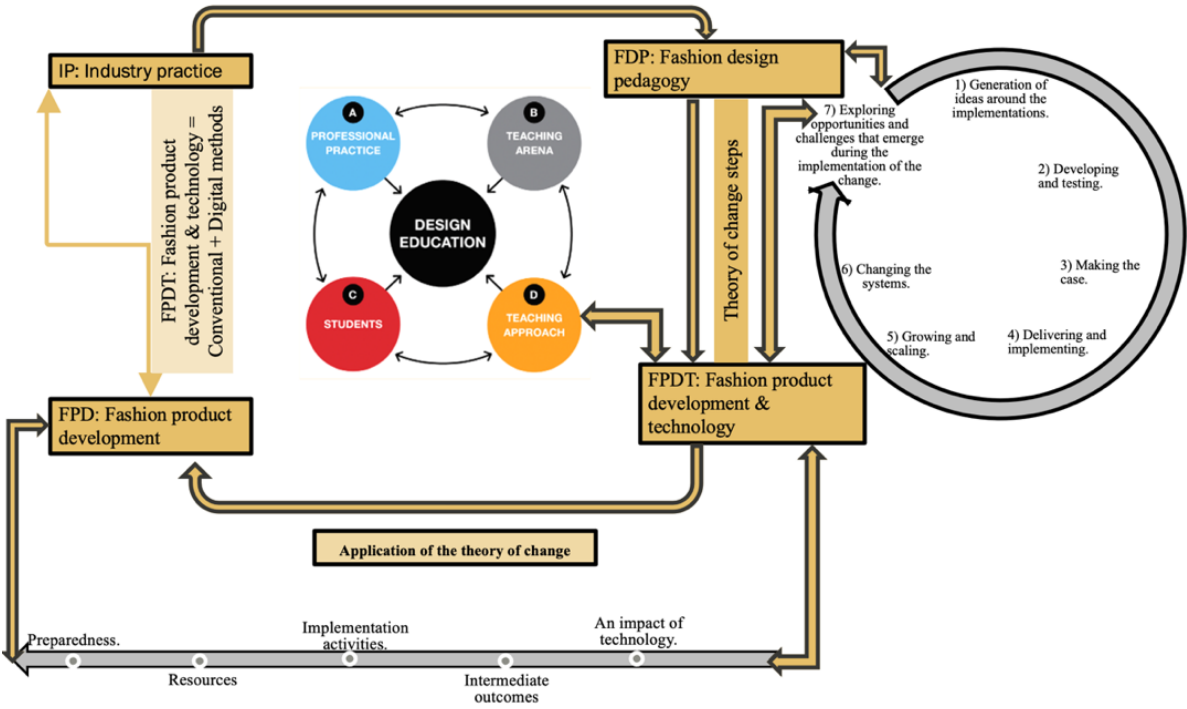 IP: Industry practice
FPDT: Fashion product
development & technology =
Conventional + Digital methods
FPD: Fashion product
development
A
PROFESSIONAL
PRACTICE
B
TEACHING
ARENA
DESIGN
EDUCATION
C
STUDENTS
D
TEACHING
APPROACH
FDP: Fashion design
pedagogy
Theory of change steps
FPDT: Fashion product
development &
technology
1) Generation of
ideas around the
implementations.
2) Developing
and testing.
3) Making the
case.
4) Delivering and
implementing.
5) Growing and
scaling.
6) Changing the
systems.
7) Exploring
opportunities and
challenges that emerge
during the
implementation of the
change.
Application of the theory of change
Preparedness.
Resources
Implementation
activities.
Intermediate
outcomes
An impact of
technology.